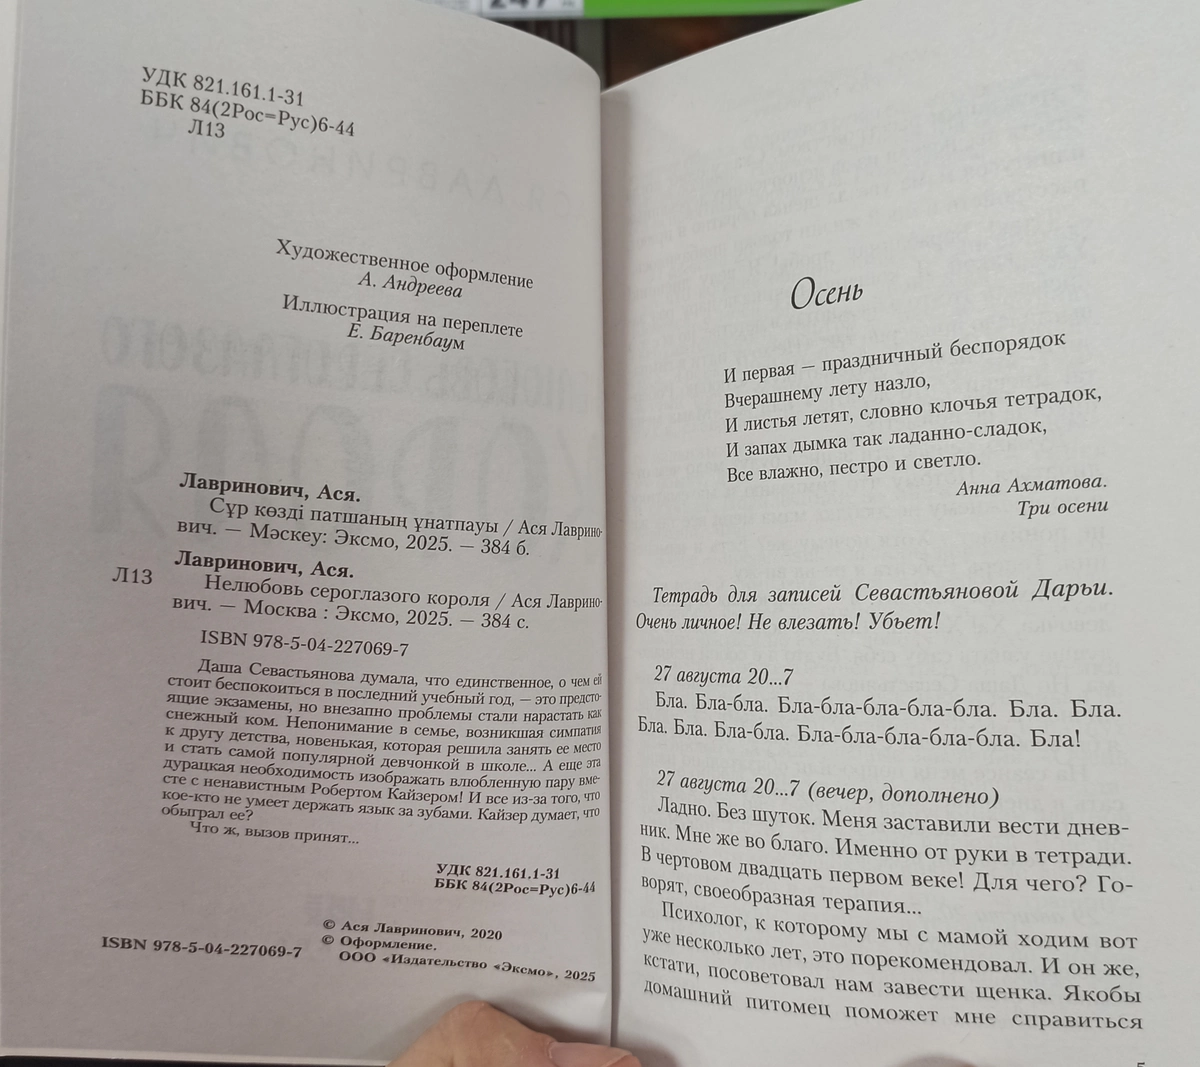 УДК 821.161.1-31
ББК 84(2Рос=Рус)6-44
Л13
Художественное оформление
А. Андреева
Иллюстрация на переплете
Е. Баренбаум
Лавринович, Ася.
Сұр көзді патшаның ұнатпауы / Ася Лаврино-
вич. — Мәскеу: Эксмо, 2025. — 384 б.
Лавринович, Ася.
Л13
Нелюбовь сероглазого короля / Ася Лаврино-
вич. — Москва : Эксмо, 2025. — 384 с.
ISBN 978-5-04-227069-7
Даша Севастьянова думала, что единственное, о чем ей
стоит беспокоиться в последний учебный год, — это предсто-
ящие экзамены, но внезапно проблемы стали нарастать как
снежный ком. Непонимание в семье, возникшая симпатия
к другу детства, новенькая, которая решила занять ее место
и стать самой популярной девчонкой в школе... А еще эта
дурацкая необходимость изображать влюбленную пару вме-
сте с ненавистным Робертом Кайзером! И все из-за того, что
кое-кто не умеет держать язык за зубами. Кайзер думает, что
обыграл ее?
Что ж, вызов принят...
УДК 821.161.1-31
ББК 84(2Рос=Рус)6-44
© Ася Лавринович, 2020
© Оформление.
ООО «Издательство «Эксмо», 2025
ISBN 978-5-04-227069-7
Осень
И первая — праздничный беспорядок
Вчерашнему лету назло,
И листья летят, словно клочья тетрадок,
И запах дымка так ладанно-сладок,
Все влажно, пестро и светло.
Анна Ахматова.
Три осени
Тетрадь для записей Севастьяновой Дарьи.
Очень личное! Не влезать! Убьет!
27 августа 20...7
Бла. Бла-бла. Бла-бла-бла-бла-бла. Бла. Бла.
Бла. Бла. Бла-бла. Бла-бла-бла-бла-бла. Бла!
27 августа 20...7 (вечер, дополнено)
Ладно. Без шуток. Меня заставили вести днев-
ник. Мне же во благо. Именно от руки в тетради.
В чертовом двадцать первом веке! Для чего? Го-
ворят, своеобразная терапия...
Психолог, к которому мы с мамой ходим вот
уже несколько лет, это порекомендовал. И он же,
кстати, посоветовал нам завести щенка. Якобы
домашний питомец поможет мне справиться